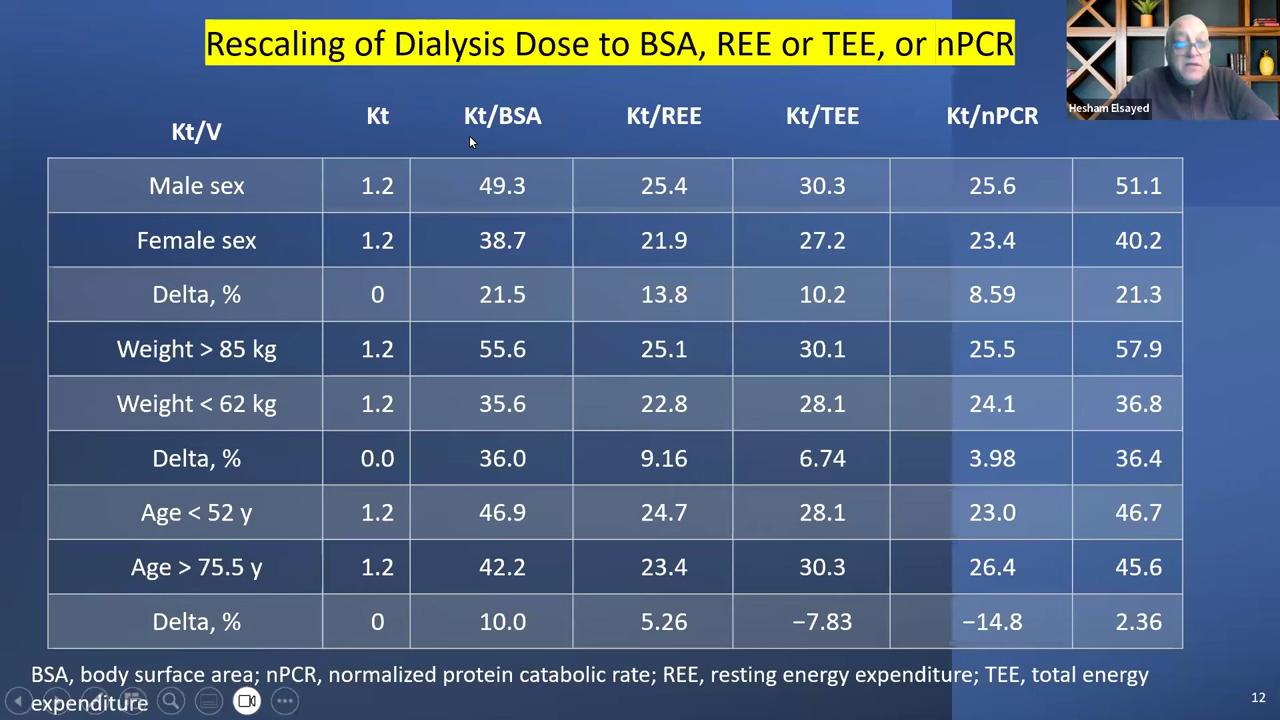 Rescaling of Dialysis Dose to BSA, REE or TEE, or nPCR
Hesham Elsayed
Kt/V Kt Kt/BSA Kt/REE Kt/TEE Kt/nPCR
Male sex 1.2 49.3 25.4 30.3 25.6 51.1
Female sex 1.2 38.7 21.9 27.2 23.4 40.2
Delta, % 0 21.5 13.8 10.2 8.59 21.3
Weight > 85 kg 1.2 55.6 25.1 30.1 25.5 57.9
Weight < 62 kg 1.2 35.6 22.8 28.1 24.1 36.8
Delta, % 0.0 36.0 9.16 6.74 3.98 36.4
Age < 52 y 1.2 46.9 24.7 28.1 23.0 46.7
Age > 75.5 y 1.2 42.2 23.4 30.3 26.4 45.6
Delta, % 0 10.0 5.26 −7.83 −14.8 2.36
BSA, body surface area; nPCR, normalized protein catabolic rate; REE, resting energy expenditure; TEE, total energy
expenditure
12